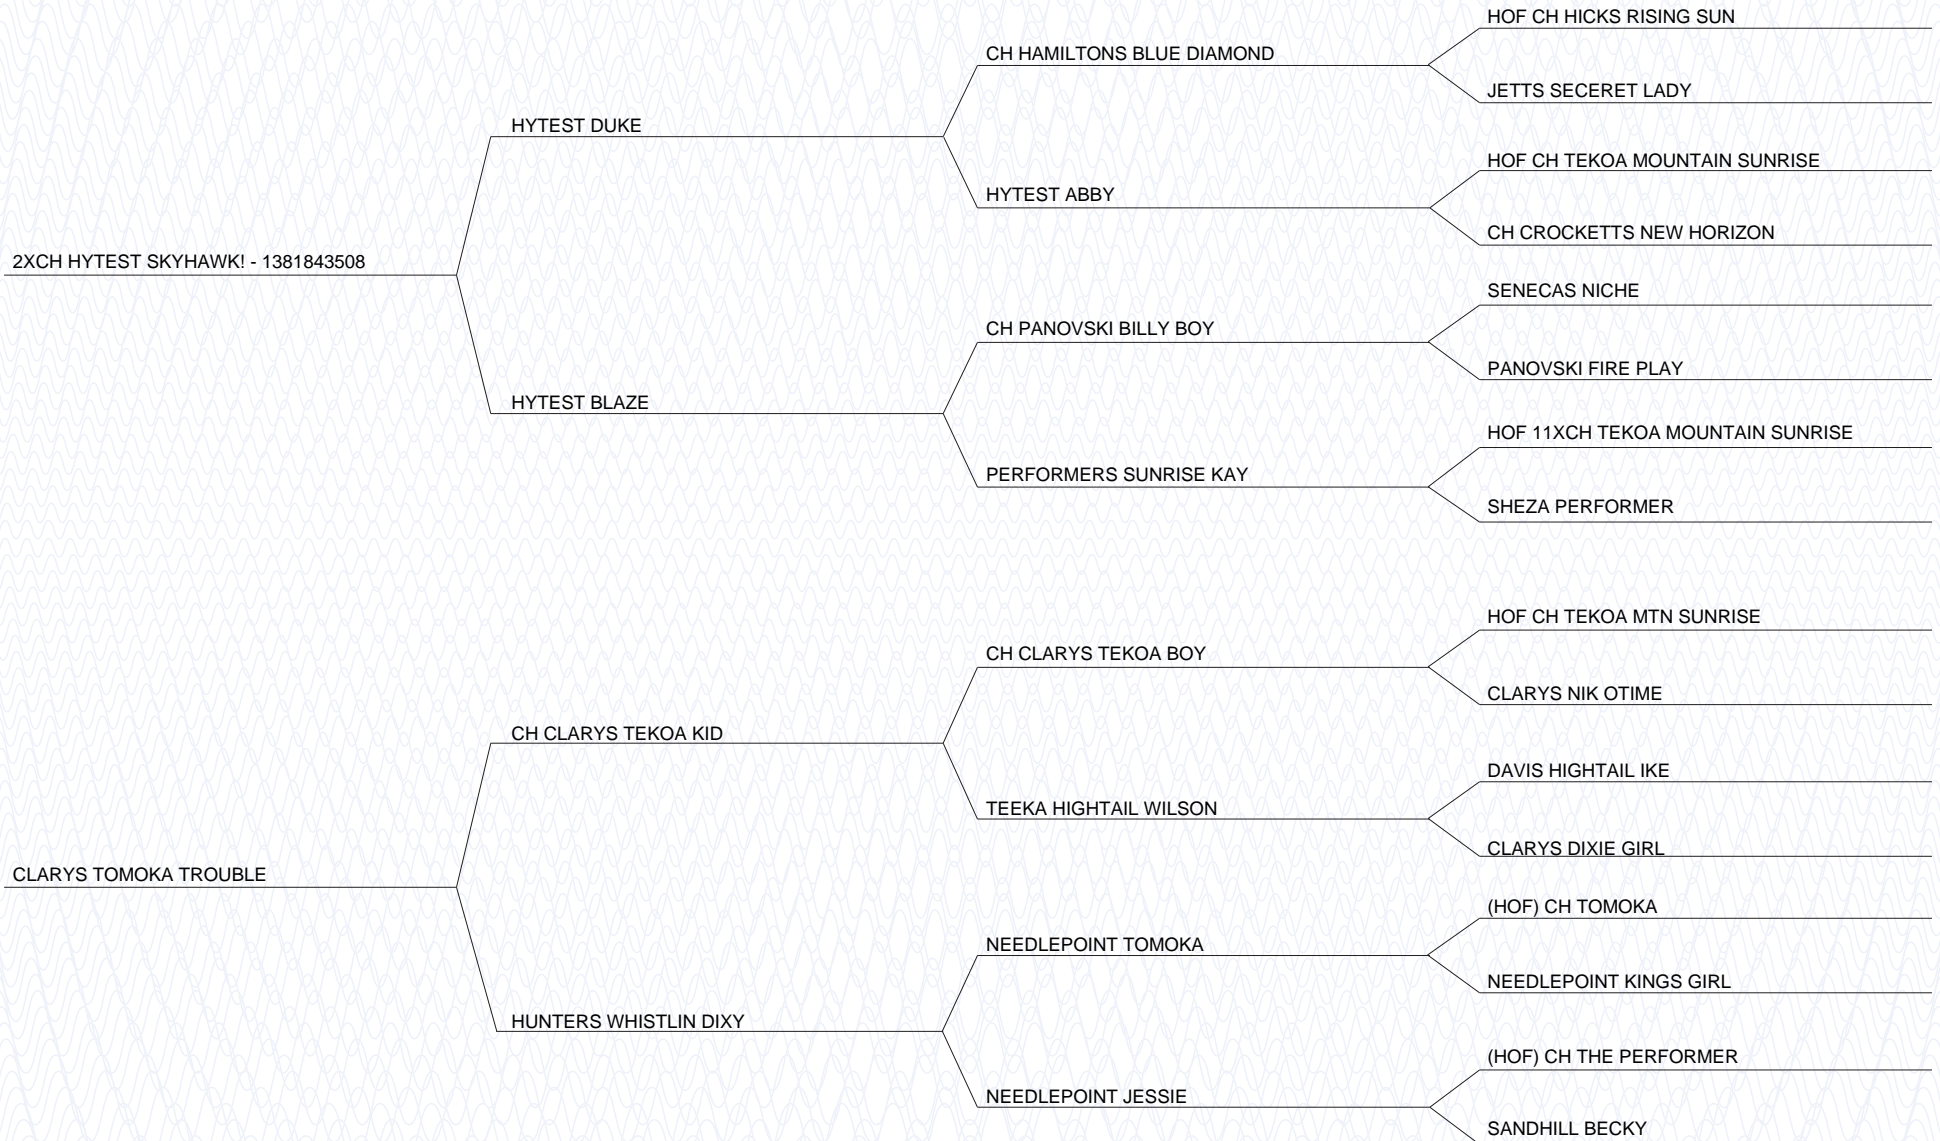 HOF CH HICKS RISING SUN
CH HAMILTONS BLUE DIAMOND
JETTS SECERET LADY
HYTEST DUKE
HOF CH TEKOA MOUNTAIN SUNRISE
HYTEST ABBY
CH CROCKETTS NEW HORIZON
2XCH HYTEST SKYHAWK! - 1381843508
SENECAS NICHE
CH PANOVSKI BILLY BOY
PANOVSKI FIRE PLAY
HYTEST BLAZE
HOF 11XCH TEKOA MOUNTAIN SUNRISE
PERFORMERS SUNRISE KAY
SHEZA PERFORMER
HOF CH TEKOA MTN SUNRISE
CH CLARYS TEKOA BOY
CLARYS NIK OTIME
CH CLARYS TEKOA KID
DAVIS HIGHTAIL IKE
TEEKA HIGHTAIL WILSON
CLARYS DIXIE GIRL
CLARYS TOMOKA TROUBLE
(HOF) CH TOMOKA
NEEDLEPOINT TOMOKA
NEEDLEPOINT KINGS GIRL
HUNTERS WHISTLIN DIXY
(HOF) CH THE PERFORMER
NEEDLEPOINT JESSIE
SANDHILL BECKY